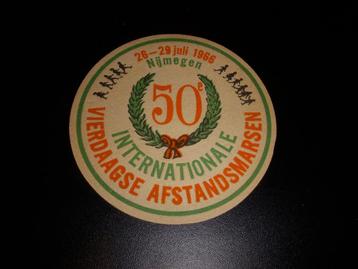 26-29 juli 1966
Nijmegen
50e
INTERNATIONALE
VIERDAAGSE AFSTANDSMARSEN